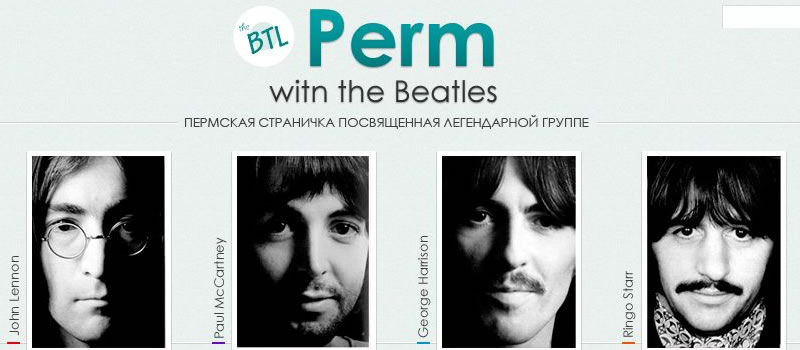 the
BTL
Perm
witn the Beatles
ПЕРМСКАЯ СТРАНИЧКА ПОСВЯЩЕННАЯ ЛЕГЕНДАРНОЙ ГРУППЕ
John Lennon
Paul McCartney
George Harrison
Ringo Starr